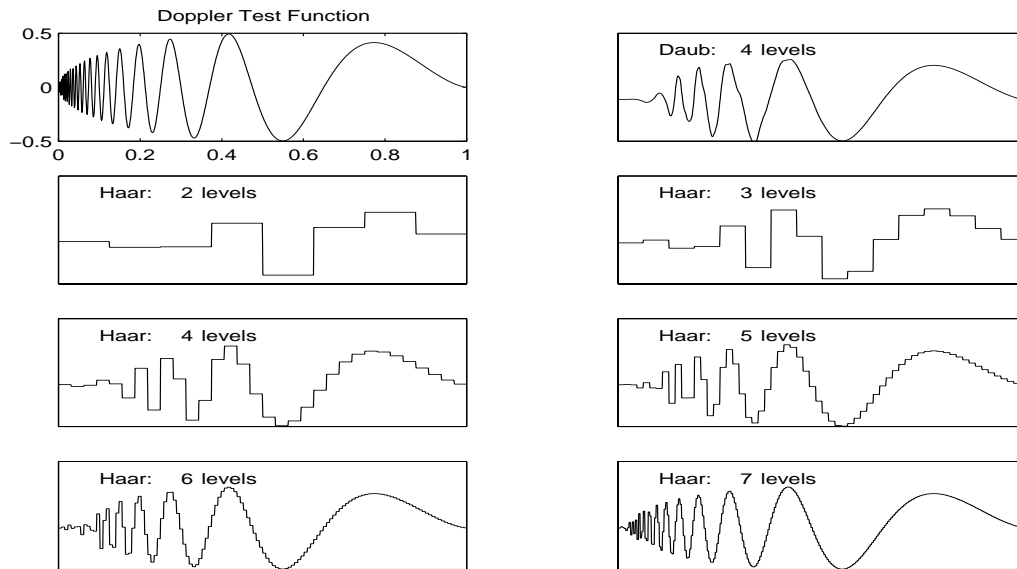 Doppler Test Function
0.5
0
−0.5
0 0.2 0.4 0.6 0.8 1
Daub: 4 levels
Haar: 2 levels
Haar: 3 levels
Haar: 4 levels
Haar: 5 levels
Haar: 6 levels
Haar: 7 levels